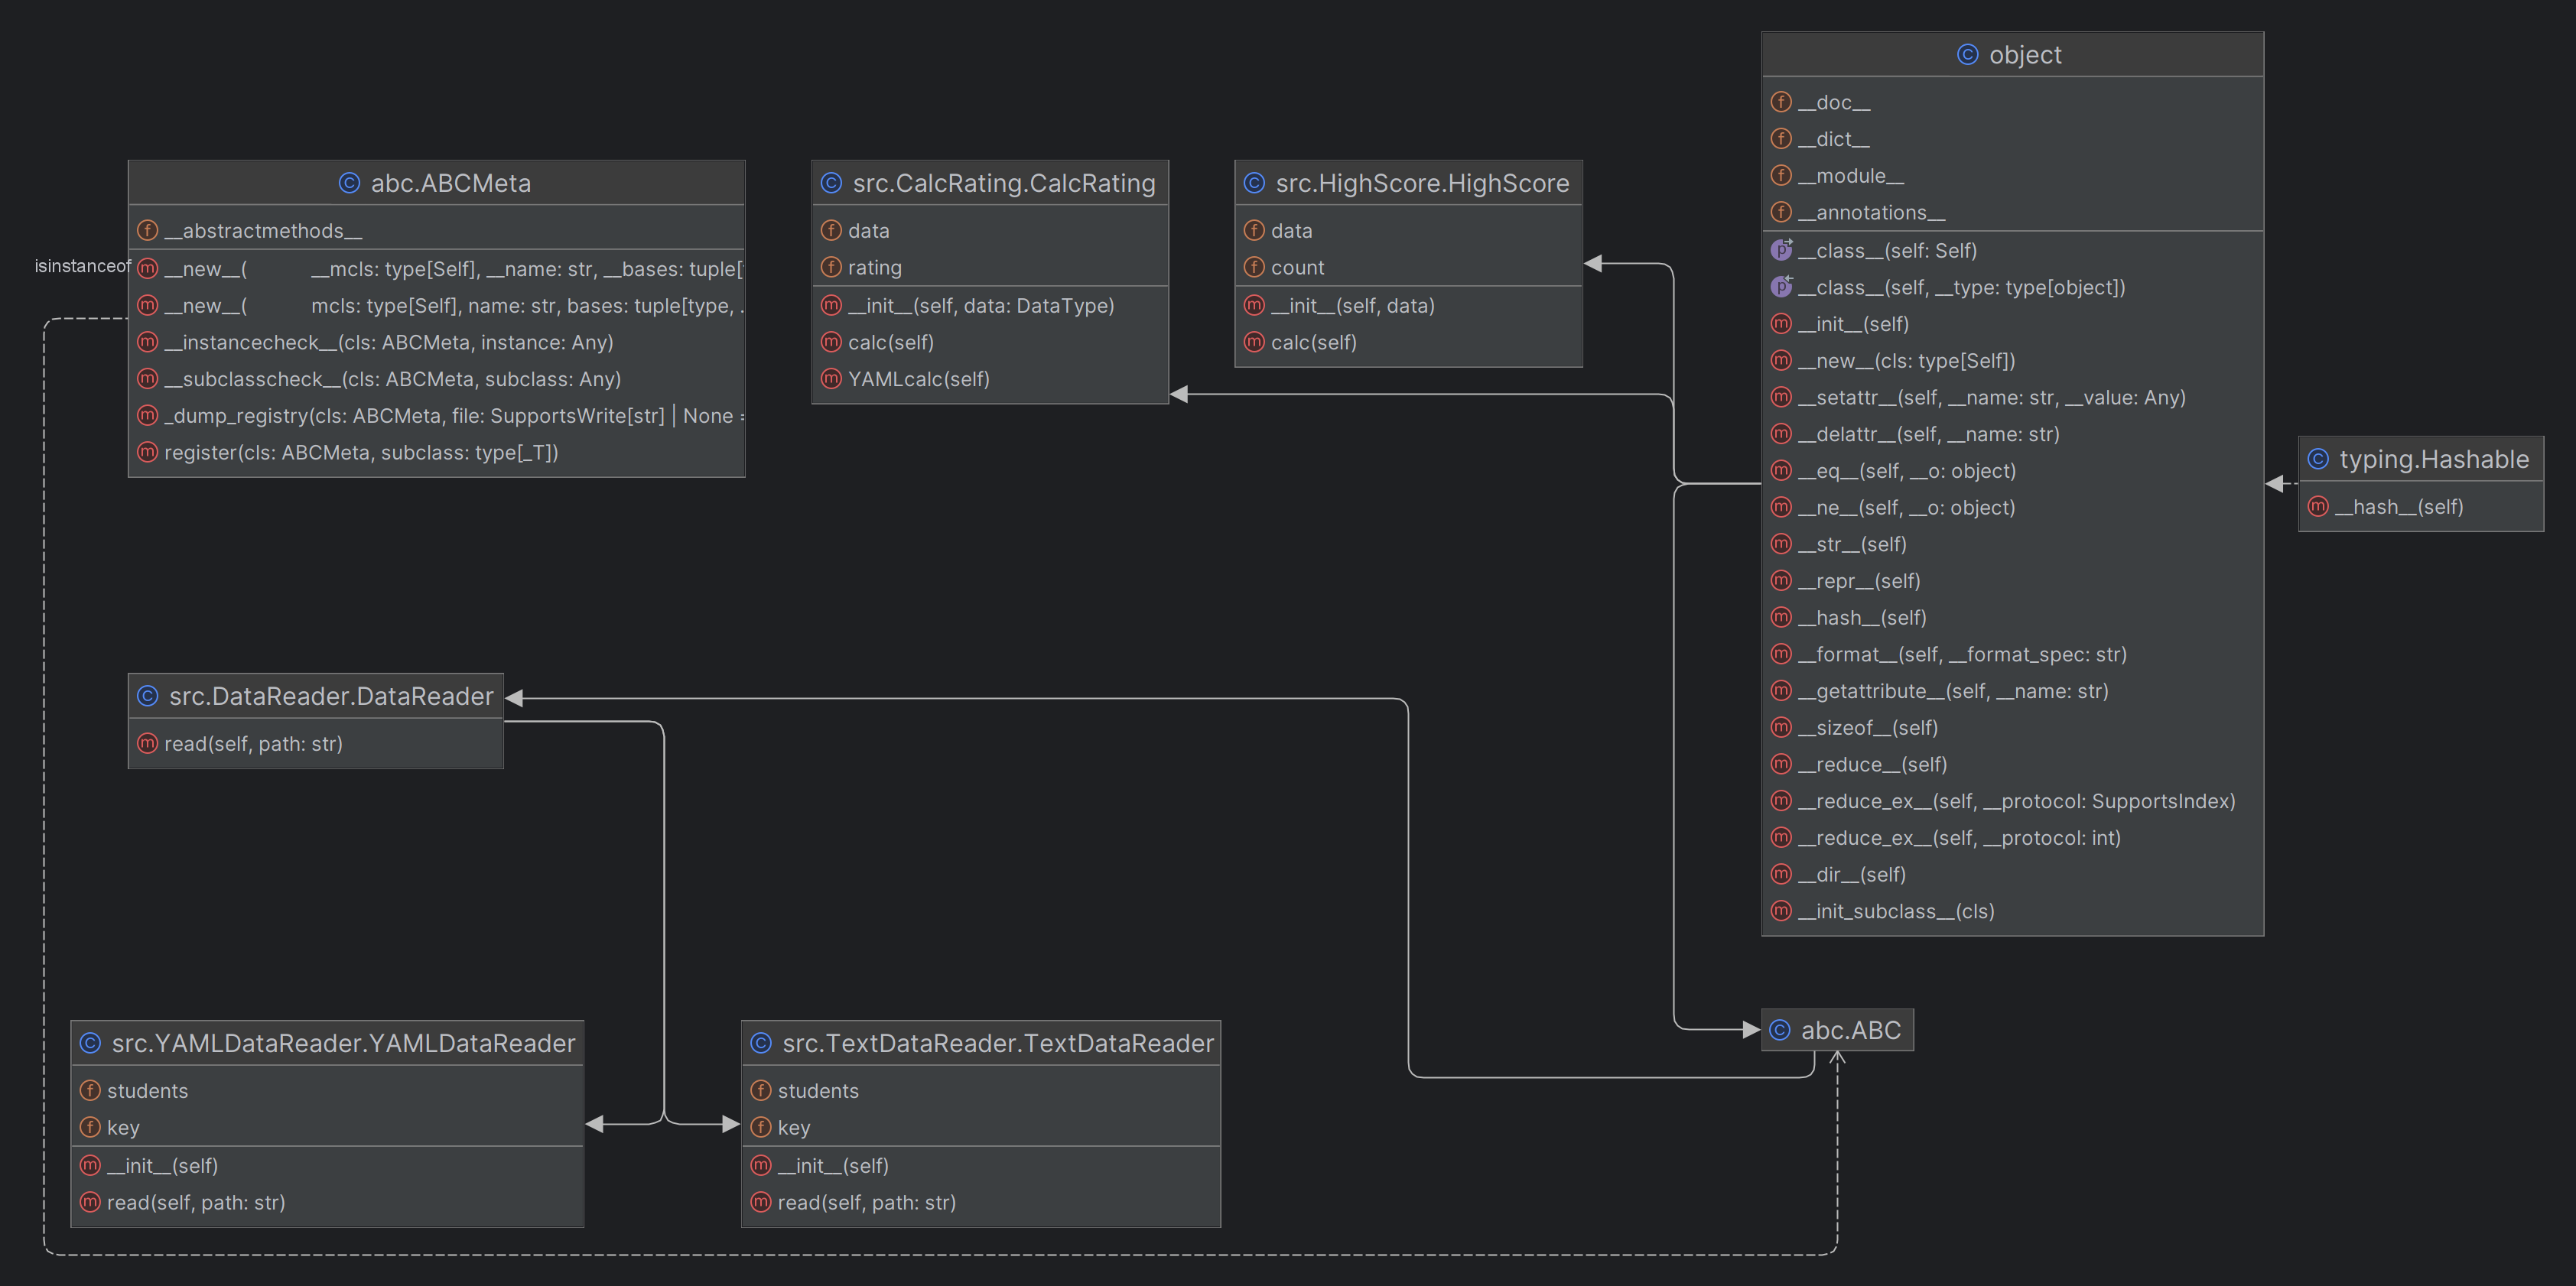 object
__doc__
__dict__
__module__
__annotations__
__class__(self: Self)
__class__(self, __type: type[object])
__init__(self)
__new__(cls: type[Self])
__setattr__(self, __name: str, __value: Any)
__delattr__(self, __name: str)
__eq__(self, __o: object)
__ne__(self, __o: object)
__str__(self)
__repr__(self)
__hash__(self)
__format__(self, __format_spec: str)
__getattribute__(self, __name: str)
__sizeof__(self)
__reduce__(self)
__reduce_ex__(self, __protocol: SupportsIndex)
__reduce_ex__(self, __protocol: int)
__dir__(self)
__init_subclass__(cls)
abc.ABCMeta
__abstractmethods__
isinstanceof
__new__( __mcls: type[Self], __name: str, __bases: tuple[
__new__( mcls: type[Self], name: str, bases: tuple[type, .
__instancecheck__(cls: ABCMeta, instance: Any)
__subclasscheck__(cls: ABCMeta, subclass: Any)
_dump_registry(cls: ABCMeta, file: SupportsWrite[str] | None =
register(cls: ABCMeta, subclass: type[_T])
src.CalcRating.CalcRating
data
rating
__init__(self, data: DataType)
calc(self)
YAMLcalc(self)
src.HighScore.HighScore
data
count
__init__(self, data)
calc(self)
typing.Hashable
__hash__(self)
src.DataReader.DataReader
read(self, path: str)
src.YAMLDataReader.YAMLDataReader
students
key
__init__(self)
read(self, path: str)
src.TextDataReader.TextDataReader
students
key
__init__(self)
read(self, path: str)
abc.ABC